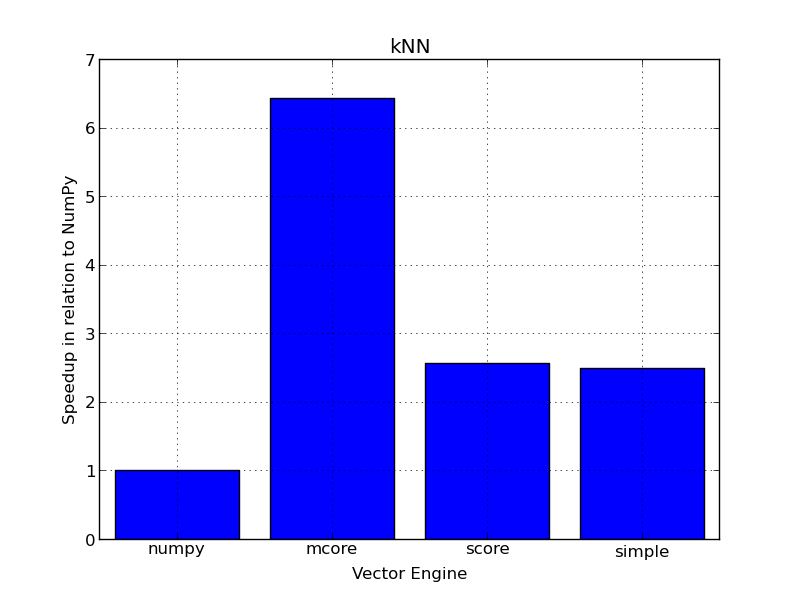 kNN
7
6
5
4
3
2
1
0
Speedup in relation to NumPy
numpy mcore score simple
Vector Engine